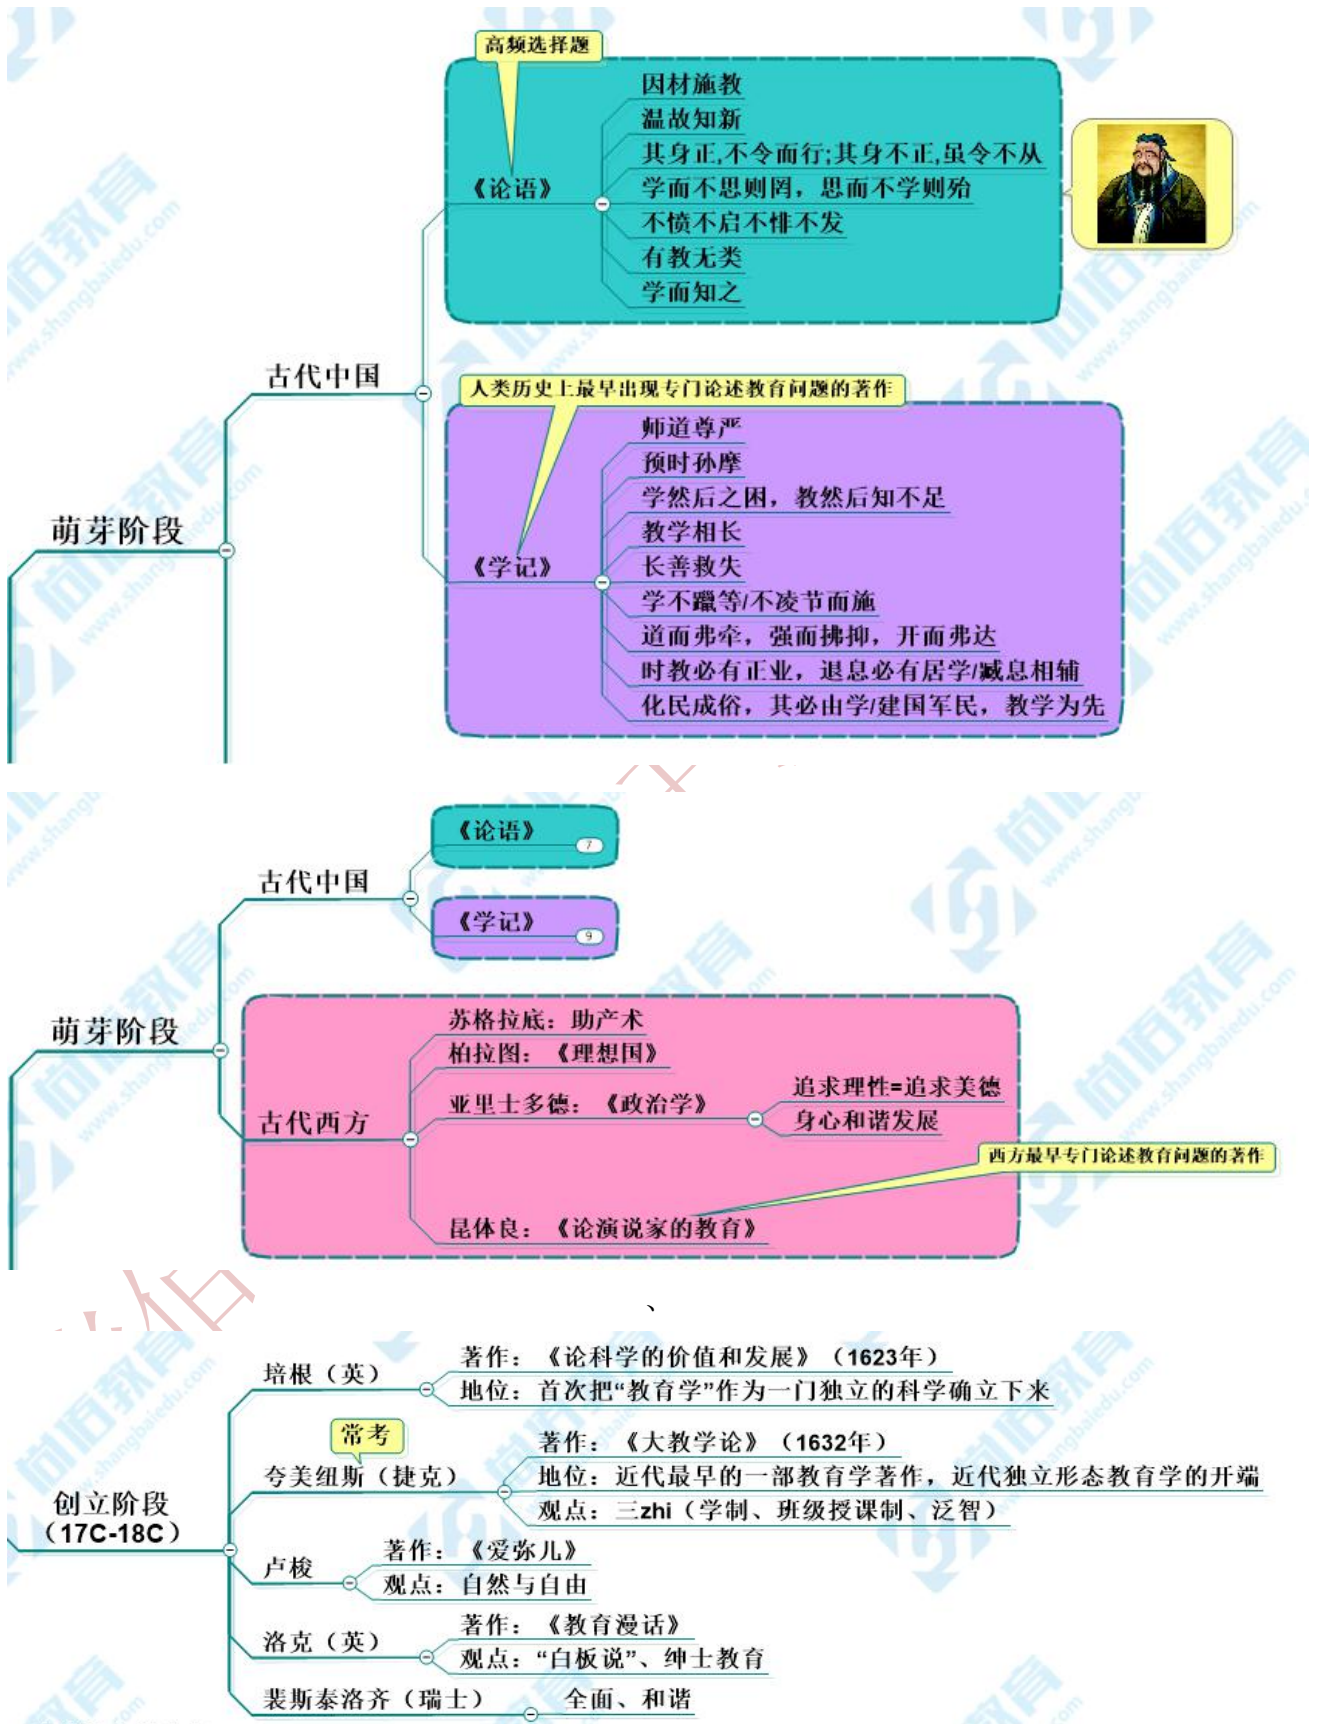 高频选择题
因材施教
温故知新
其身正,不令而行;其身不正,虽令不从
《论语》
学而不思则罔，思而不学则殆
不愤不启不悱不发
有教无类
学而知之
古代中国
人类历史上最早出现专门论述教育问题的著作
师道尊严
预时孙摩
学然后之困，教然后知不足
萌芽阶段
教学相长
《学记》
长善救失
学不躐等/不凌节而施
道而弗牵，强而拂抑，开而弗达
时教必有正业，退息必有居学/臧息相辅
化民成俗，其必由学/建国军民，教学为先
《论语》
7
古代中国
《学记》
9
萌芽阶段
苏格拉底：助产术
柏拉图：《理想国》
亚里士多德：《政治学》
追求理性=追求美德
身心和谐发展
古代西方
西方最早专门论述教育问题的著作
昆体良：《论演说家的教育》
、
培根（英）
著作：《论科学的价值和发展》（1623年）
地位：首次把“教育学”作为一门独立的科学确立下来
常考
夸美纽斯（捷克）
著作：《大教学论》（1632年）
地位：近代最早的一部教育学著作，近代独立形态教育学的开端
观点：三zhi（学制、班级授课制、泛智）
创立阶段
（17C-18C）
卢梭
著作：《爱弥儿》
观点：自然与自由
洛克（英）
著作：《教育漫话》
观点：“白板说”、绅士教育
裴斯泰洛齐（瑞士）
全面、和谐
尚佰教育
www.shangbaiedu.com